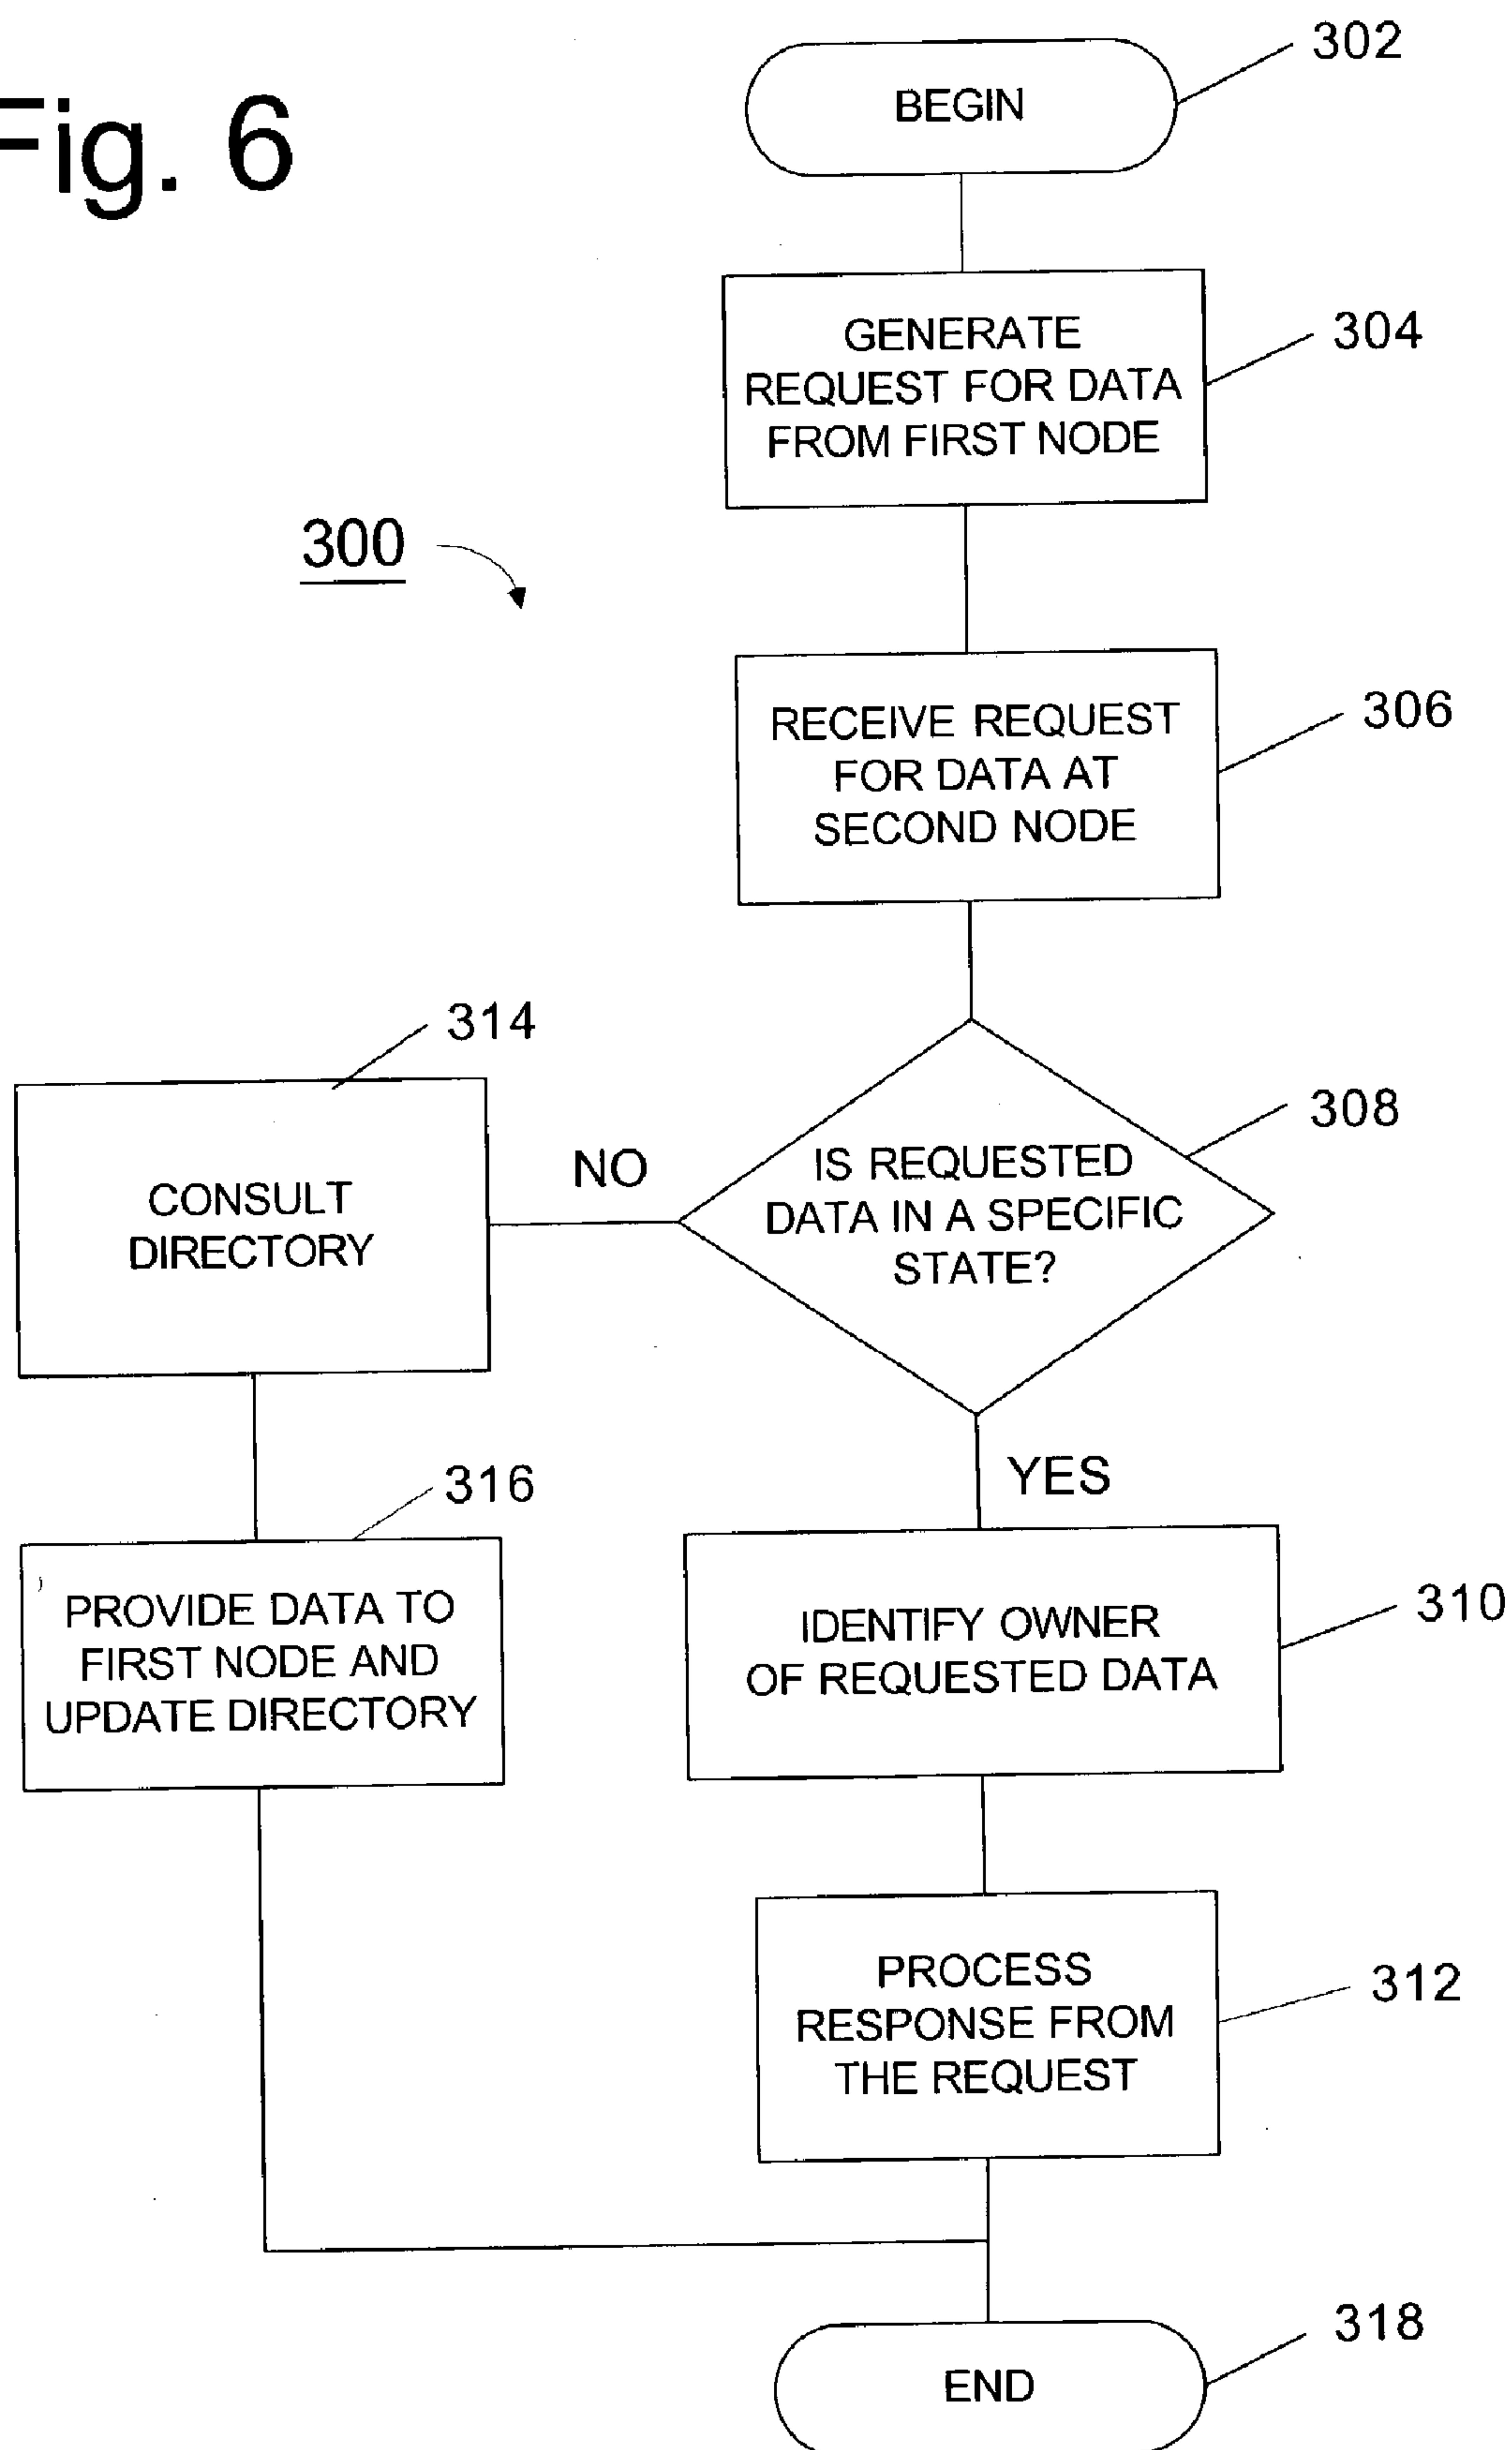 Fig. 6
302
BEGIN
304
GENERATE
REQUEST FOR DATA
FROM FIRST NODE
300
306
RECEIVE REQUEST
FOR DATA AT
SECOND NODE
314
308
CONSULT
DIRECTORY
NO
IS REQUESTED
DATA IN A SPECIFIC
STATE?
YES
316
PROVIDE DATA TO
FIRST NODE AND
UPDATE DIRECTORY
310
IDENTIFY OWNER
OF REQUESTED DATA
312
PROCESS
RESPONSE FROM
THE REQUEST
318
END